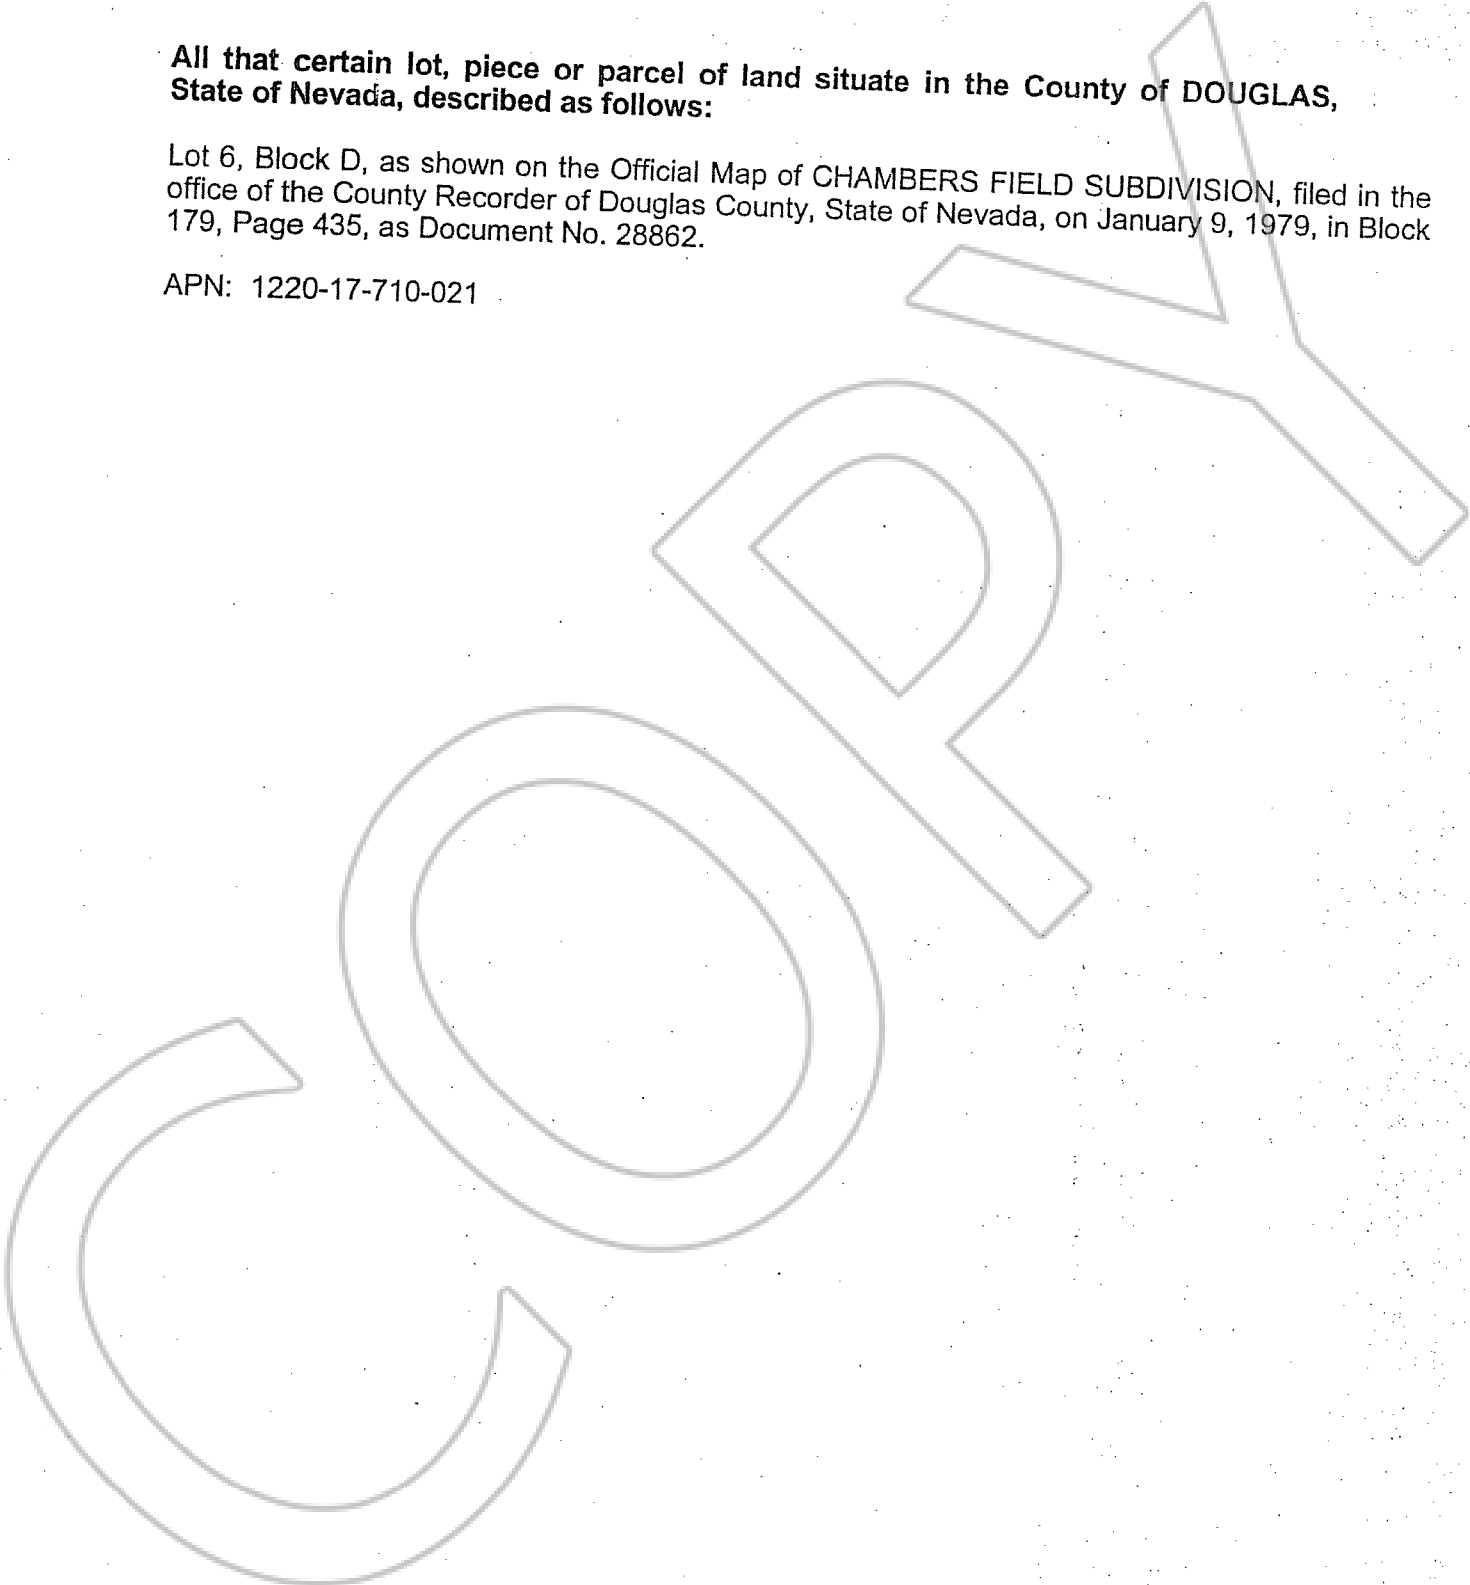 All that certain lot, piece or parcel of land situate in the County of DOUGLAS,
State of Nevada, described as follows:
Lot 6, Block D, as shown on the Official Map of CHAMBERS FIELD SUBDIVISION, filed in the
office of the County Recorder of Douglas County, State of Nevada, on January 9, 1979, in Block
179, Page 435, as Document No. 28862.
APN: 1220-17-710-021
COPY